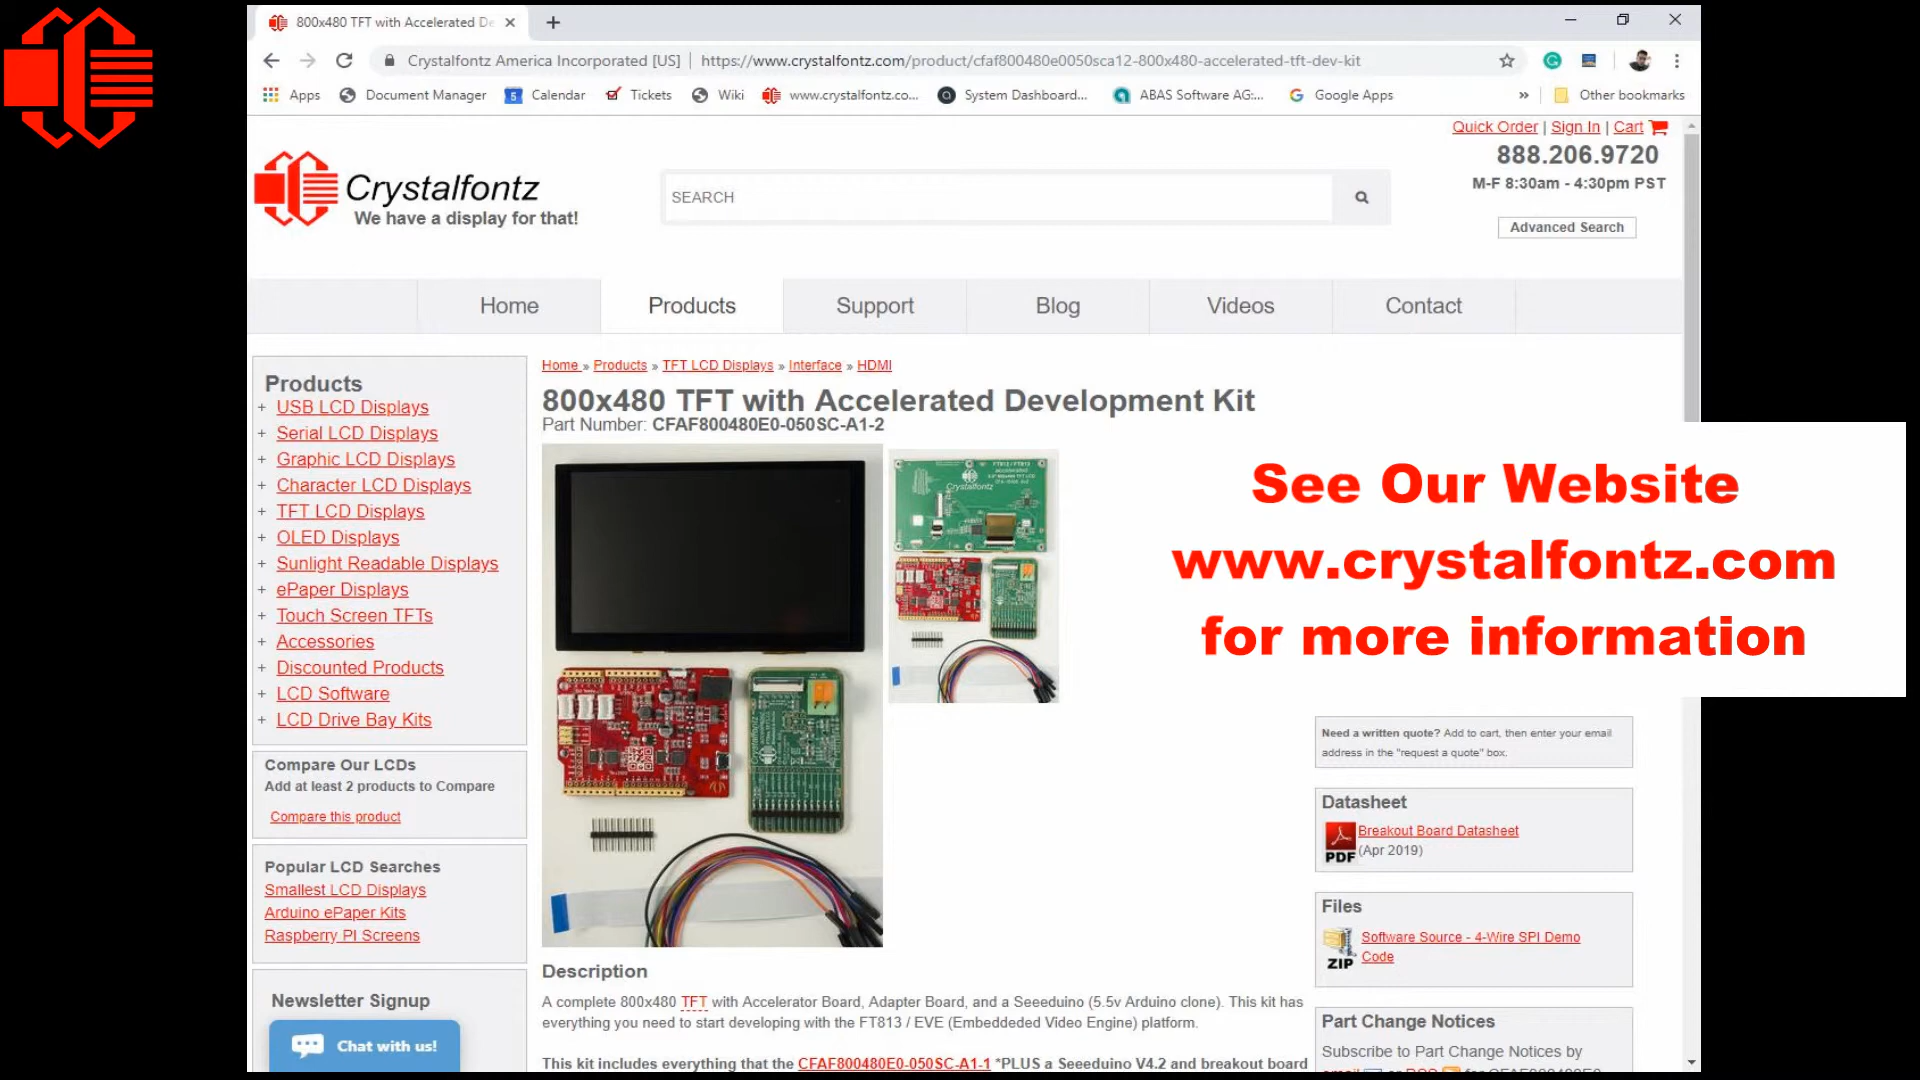 800x480 TFT with Accelerated De
Crystalfontz America Incorporated [US] | https://www.crystalfontz.com/product/cfaf800480e0050sca12-800x480-accelerated-tft-dev-kit
Apps Document Manager Calendar Tickets Wiki www.crystalfontz.co... System Dashboard... ABAS Software AG:... Google Apps » Other bookmarks
Quick Order | Sign In | Cart
888.206.9720
M-F 8:30am - 4:30pm PST
Advanced Search
Crystalfontz
We have a display for that!
SEARCH
Home Products Support Blog Videos Contact
Products
+ USB LCD Displays
+ Serial LCD Displays
+ Graphic LCD Displays
+ Character LCD Displays
+ TFT LCD Displays
+ OLED Displays
+ Sunlight Readable Displays
+ ePaper Displays
+ Touch Screen TFTs
+ Accessories
+ Discounted Products
+ LCD Software
+ LCD Drive Bay Kits
Compare Our LCDs
Add at least 2 products to Compare
Compare this product
Popular LCD Searches
Smallest LCD Displays
Arduino ePaper Kits
Raspberry PI Screens
Newsletter Signup
Chat with us!
Home » Products » TFT LCD Displays » Interface » HDMI
800x480 TFT with Accelerated Development Kit
Part Number: CFAF800480E0-050SC-A1-2
Crystalfontz
See Our Website
www.crystalfontz.com
for more information
Description
A complete 800x480 TFT with Accelerator Board, Adapter Board, and a Seeeduino (5.5v Arduino clone). This kit has
everything you need to start developing with the FT813 / EVE (Embeddeded Video Engine) platform.
This kit includes everything that the CFAF800480E0-050SC-A1-1 *PLUS a Seeeduino V4.2 and breakout board
Need a written quote? Add to cart, then enter your email
address in the "request a quote" box.
Datasheet
PDF
Breakout Board Datasheet
(Apr 2019)
Files
ZIP
Software Source - 4-Wire SPI Demo
Code
Part Change Notices
Subscribe to Part Change Notices by